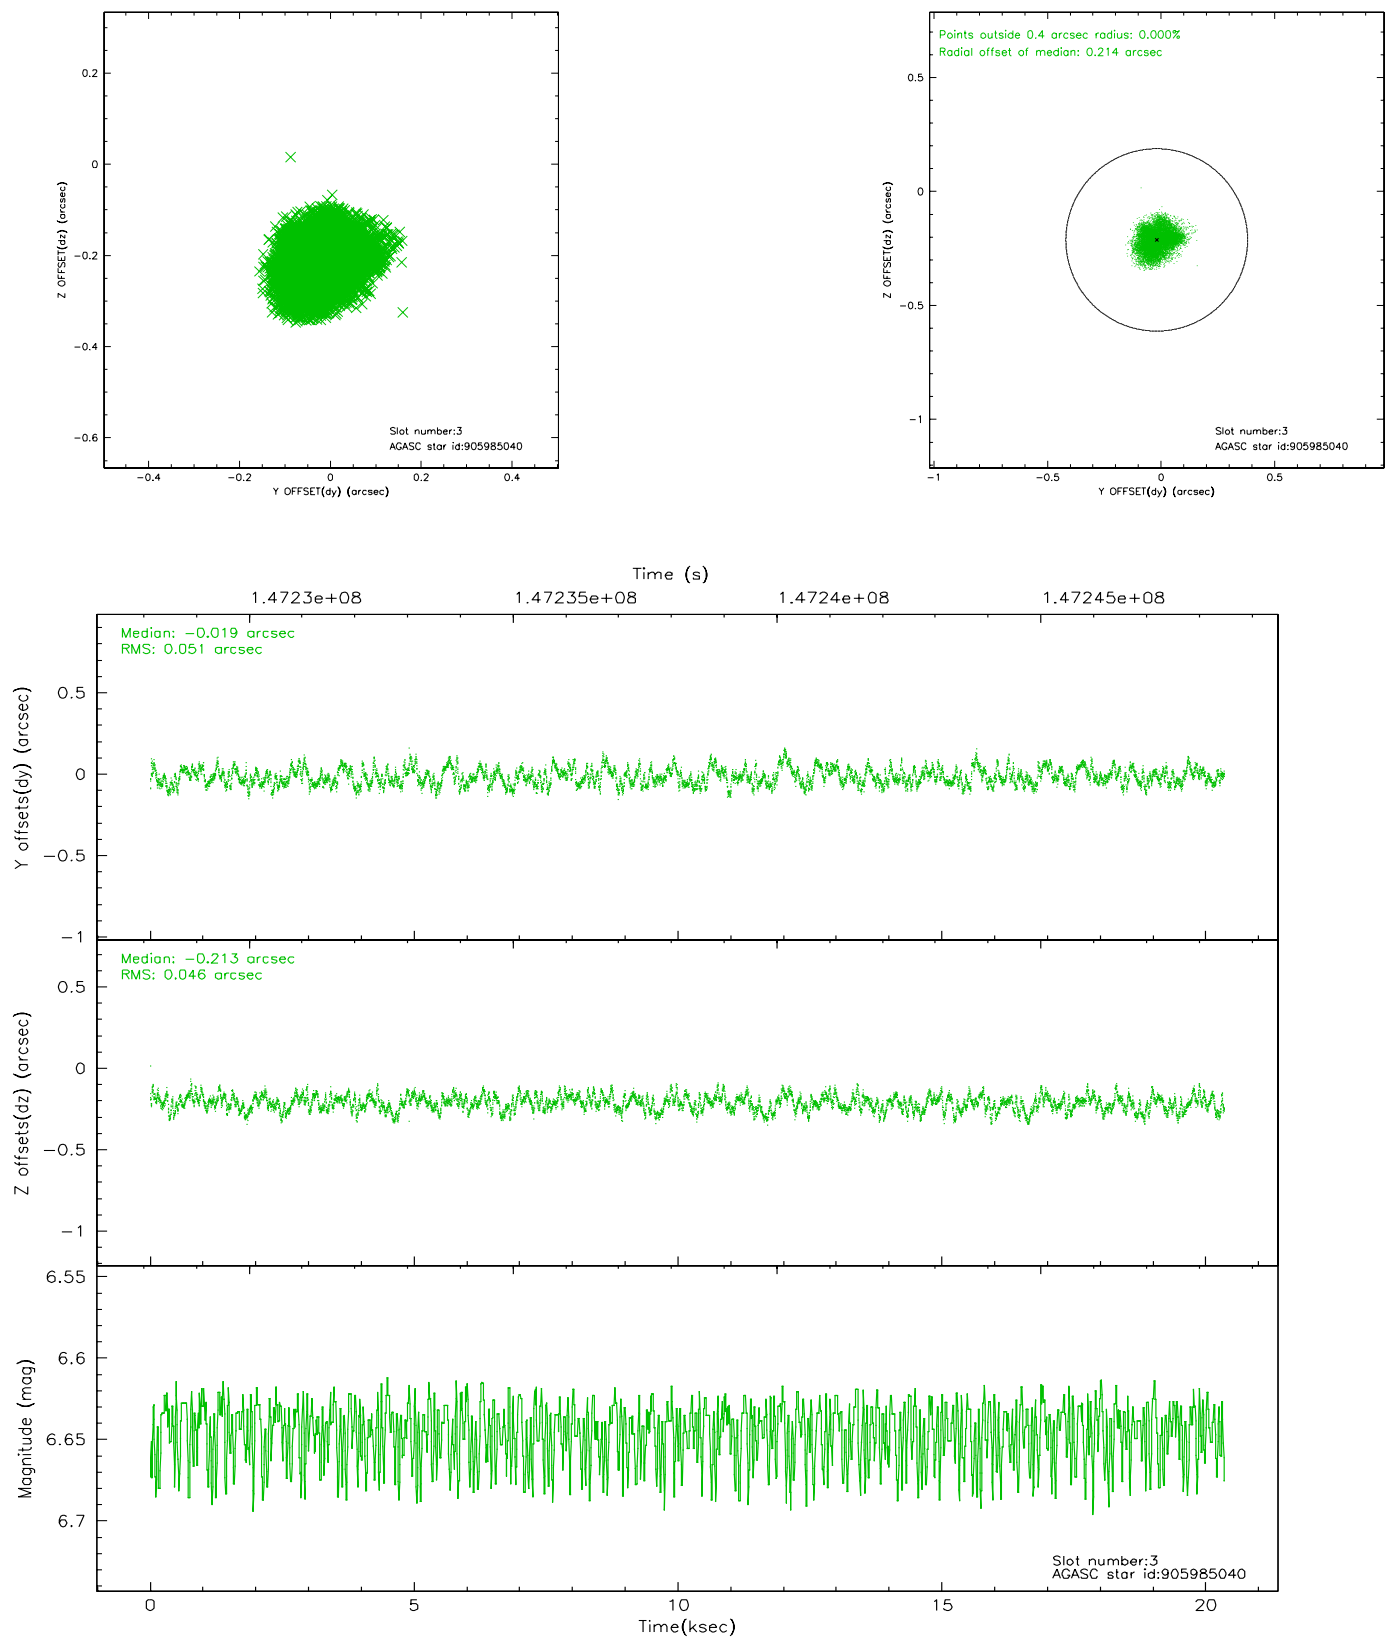 0.2
0
−0.2
−0.4
−0.6
Z OFFSET(dz) (arcsec)
Slot number:3
AGASC star id:905985040
−0.4
−0.2
0
0.2
0.4
Y OFFSET(dy) (arcsec)
Points outside 0.4 arcsec radius: 0.000%
Radial offset of median: 0.214 arcsec
0.5
0
−0.5
−1
Z OFFSET(dz) (arcsec)
Slot number:3
AGASC star id:905985040
−1
−0.5
0
0.5
Y OFFSET(dy) (arcsec)
Time (s)
1.4723e+08
1.47235e+08
1.4724e+08
1.47245e+08
Median: −0.019 arcsec
RMS: 0.051 arcsec
0.5
0
−0.5
−1
Y offsets(dy) (arcsec)
Median: −0.213 arcsec
RMS: 0.046 arcsec
0.5
0
−0.5
−1
Z offsets(dz) (arcsec)
6.55
6.6
6.65
6.7
Magnitude (mag)
Slot number:3
AGASC star id:905985040
0
5
10
15
20
Time(ksec)